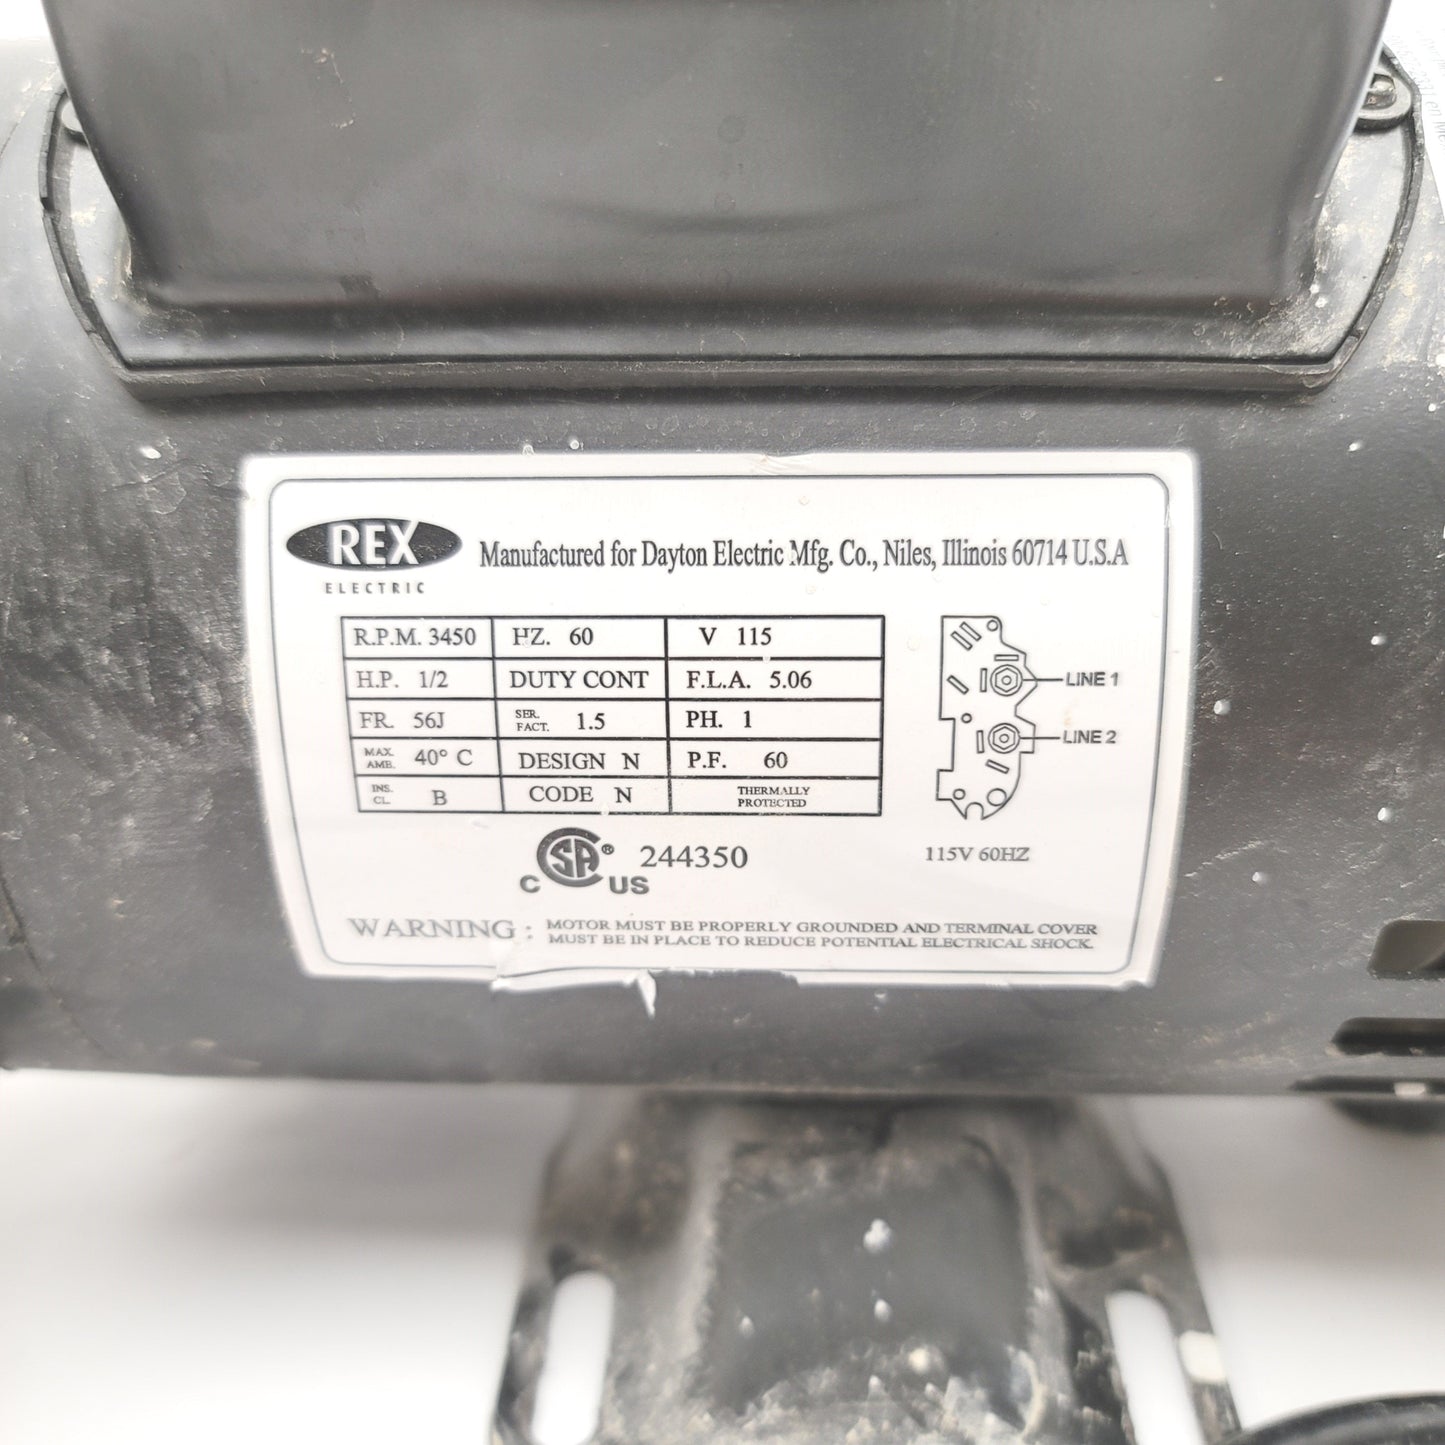 REX
ELECTRIC
Manufactured for Dayton Electric Mfg. Co., Niles, Illinois 60714 U.S.A
R.P.M. 3450 HZ. 60 V 115
H.P. 1/2 DUTY CONT F.L.A. 5.06
FR. 56J SER. FACT. 1.5 PH. 1
MAX. AMB. 40° C DESIGN N P.F. 60
INS. CL. B CODE N THERMALLY PROTECTED
LINE 1
LINE 2
115V 60HZ
C SA® US 244350
WARNING : MOTOR MUST BE PROPERLY GROUNDED AND TERMINAL COVER
MUST BE IN PLACE TO REDUCE POTENTIAL ELECTRICAL SHOCK.